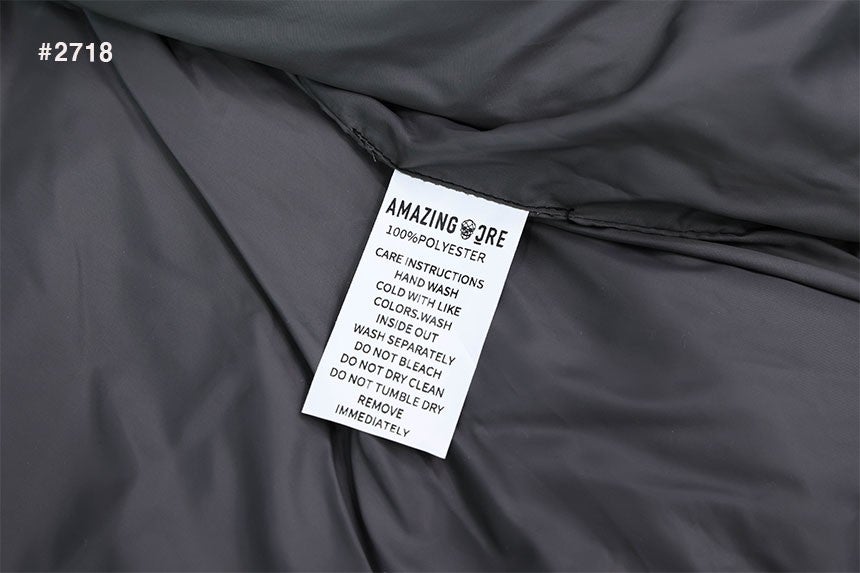 #2718
AMAZING CORE
100%POLYESTER
CARE INSTRUCTIONS
HAND WASH
COLD WITH LIKE
COLORS.WASH
INSIDE OUT
WASH SEPARATELY
DO NOT BLEACH
DO NOT DRY CLEAN
DO NOT TUMBLE DRY
REMOVE
IMMEDIATELY